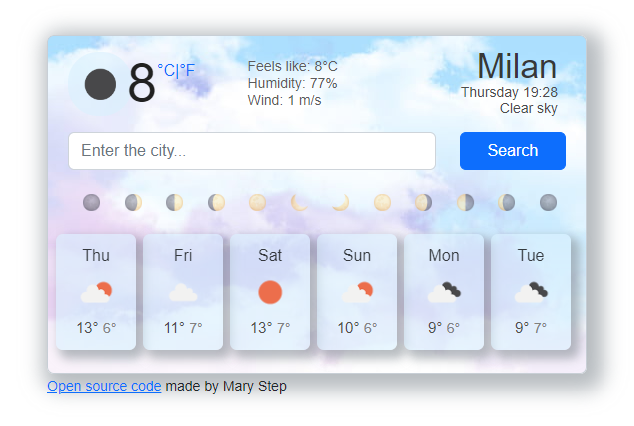 8 °C|°F
Feels like: 8°C
Humidity: 77%
Wind: 1 m/s
Milan
Thursday 19:28
Clear sky
Enter the city...
Search
Thu
13° 6°
Fri
11° 7°
Sat
13° 7°
Sun
10° 6°
Mon
9° 6°
Tue
9° 7°
Open source code made by Mary Step